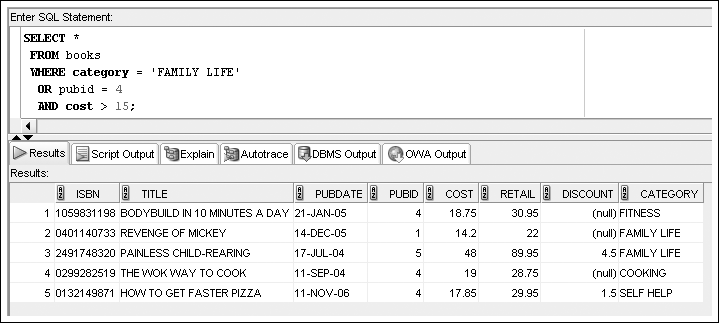 Enter SQL Statement:
SELECT *
FROM books
WHERE category = 'FAMILY LIFE'
OR pubid = 4
AND cost > 15;
Results Script Output Explain Autotrace DBMS Output OWA Output
Results:
ISBN TITLE PUBDATE PUBID COST RETAIL DISCOUNT CATEGORY
1 1059831198 BODYBUILD IN 10 MINUTES A DAY 21-JAN-05 4 18.75 30.95 (null) FITNESS
2 0401140733 REVENGE OF MICKEY 14-DEC-05 1 14.2 22 (null) FAMILY LIFE
3 2491748320 PAINLESS CHILD-REARING 17-JUL-04 5 48 89.95 4.5 FAMILY LIFE
4 0299282519 THE WOK WAY TO COOK 11-SEP-04 4 19 28.75 (null) COOKING
5 0132149871 HOW TO GET FASTER PIZZA 11-NOV-06 4 17.85 29.95 1.5 SELF HELP